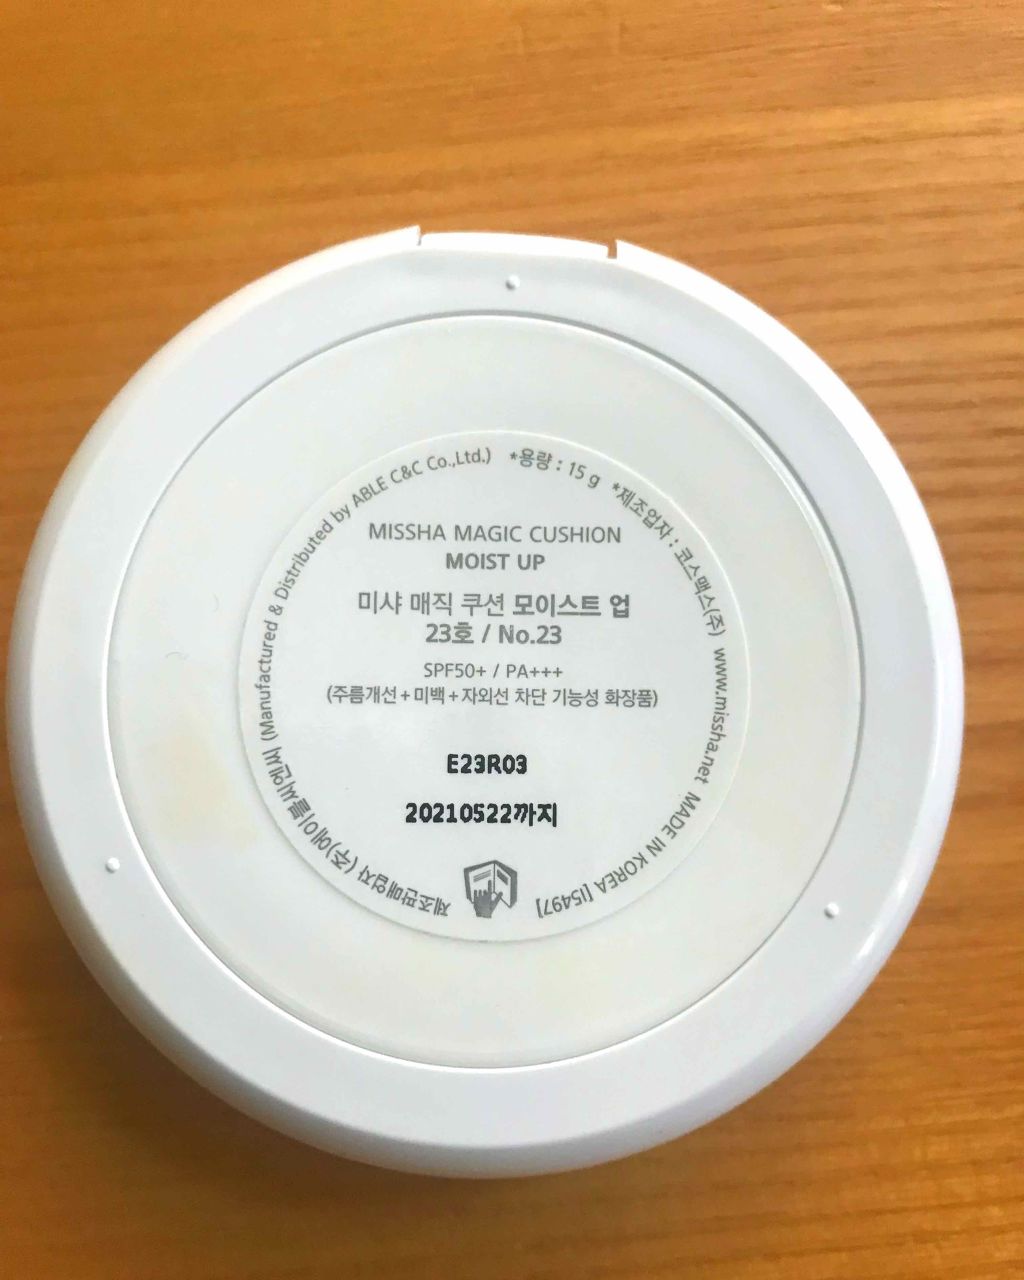 MISSHA MAGIC CUSHION
MOIST UP
미샤 매직 쿠션 모이스트 업
23호 / No.23
SPF50+ / PA+++
(주름개선+미백+자외선 차단 기능성 화장품)
E23R03
20210522까지
제조판매업자 (주)에이블씨엔씨 (Manufactured & Distributed by ABLE C&C Co.,Ltd.) *용량 : 15 g *제조업자 : 코스맥스(주) www.missha.net MADE IN KOREA [I5497]